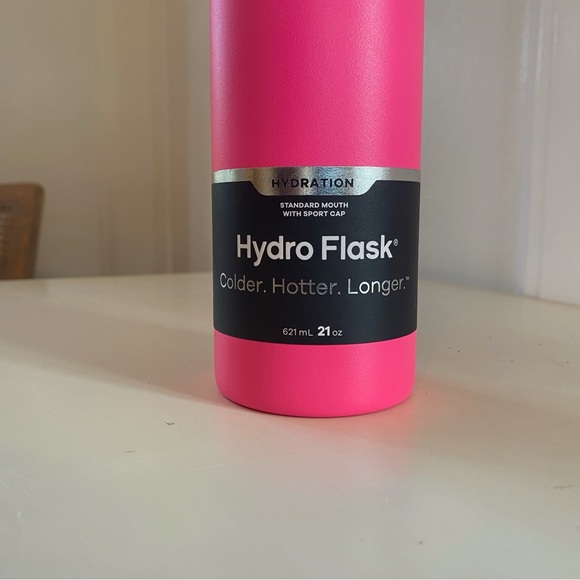 HYDRATION
STANDARD MOUTH
WITH SPORT CAP
Hydro Flask®
Colder. Hotter. Longer.™
621 mL 21 oz